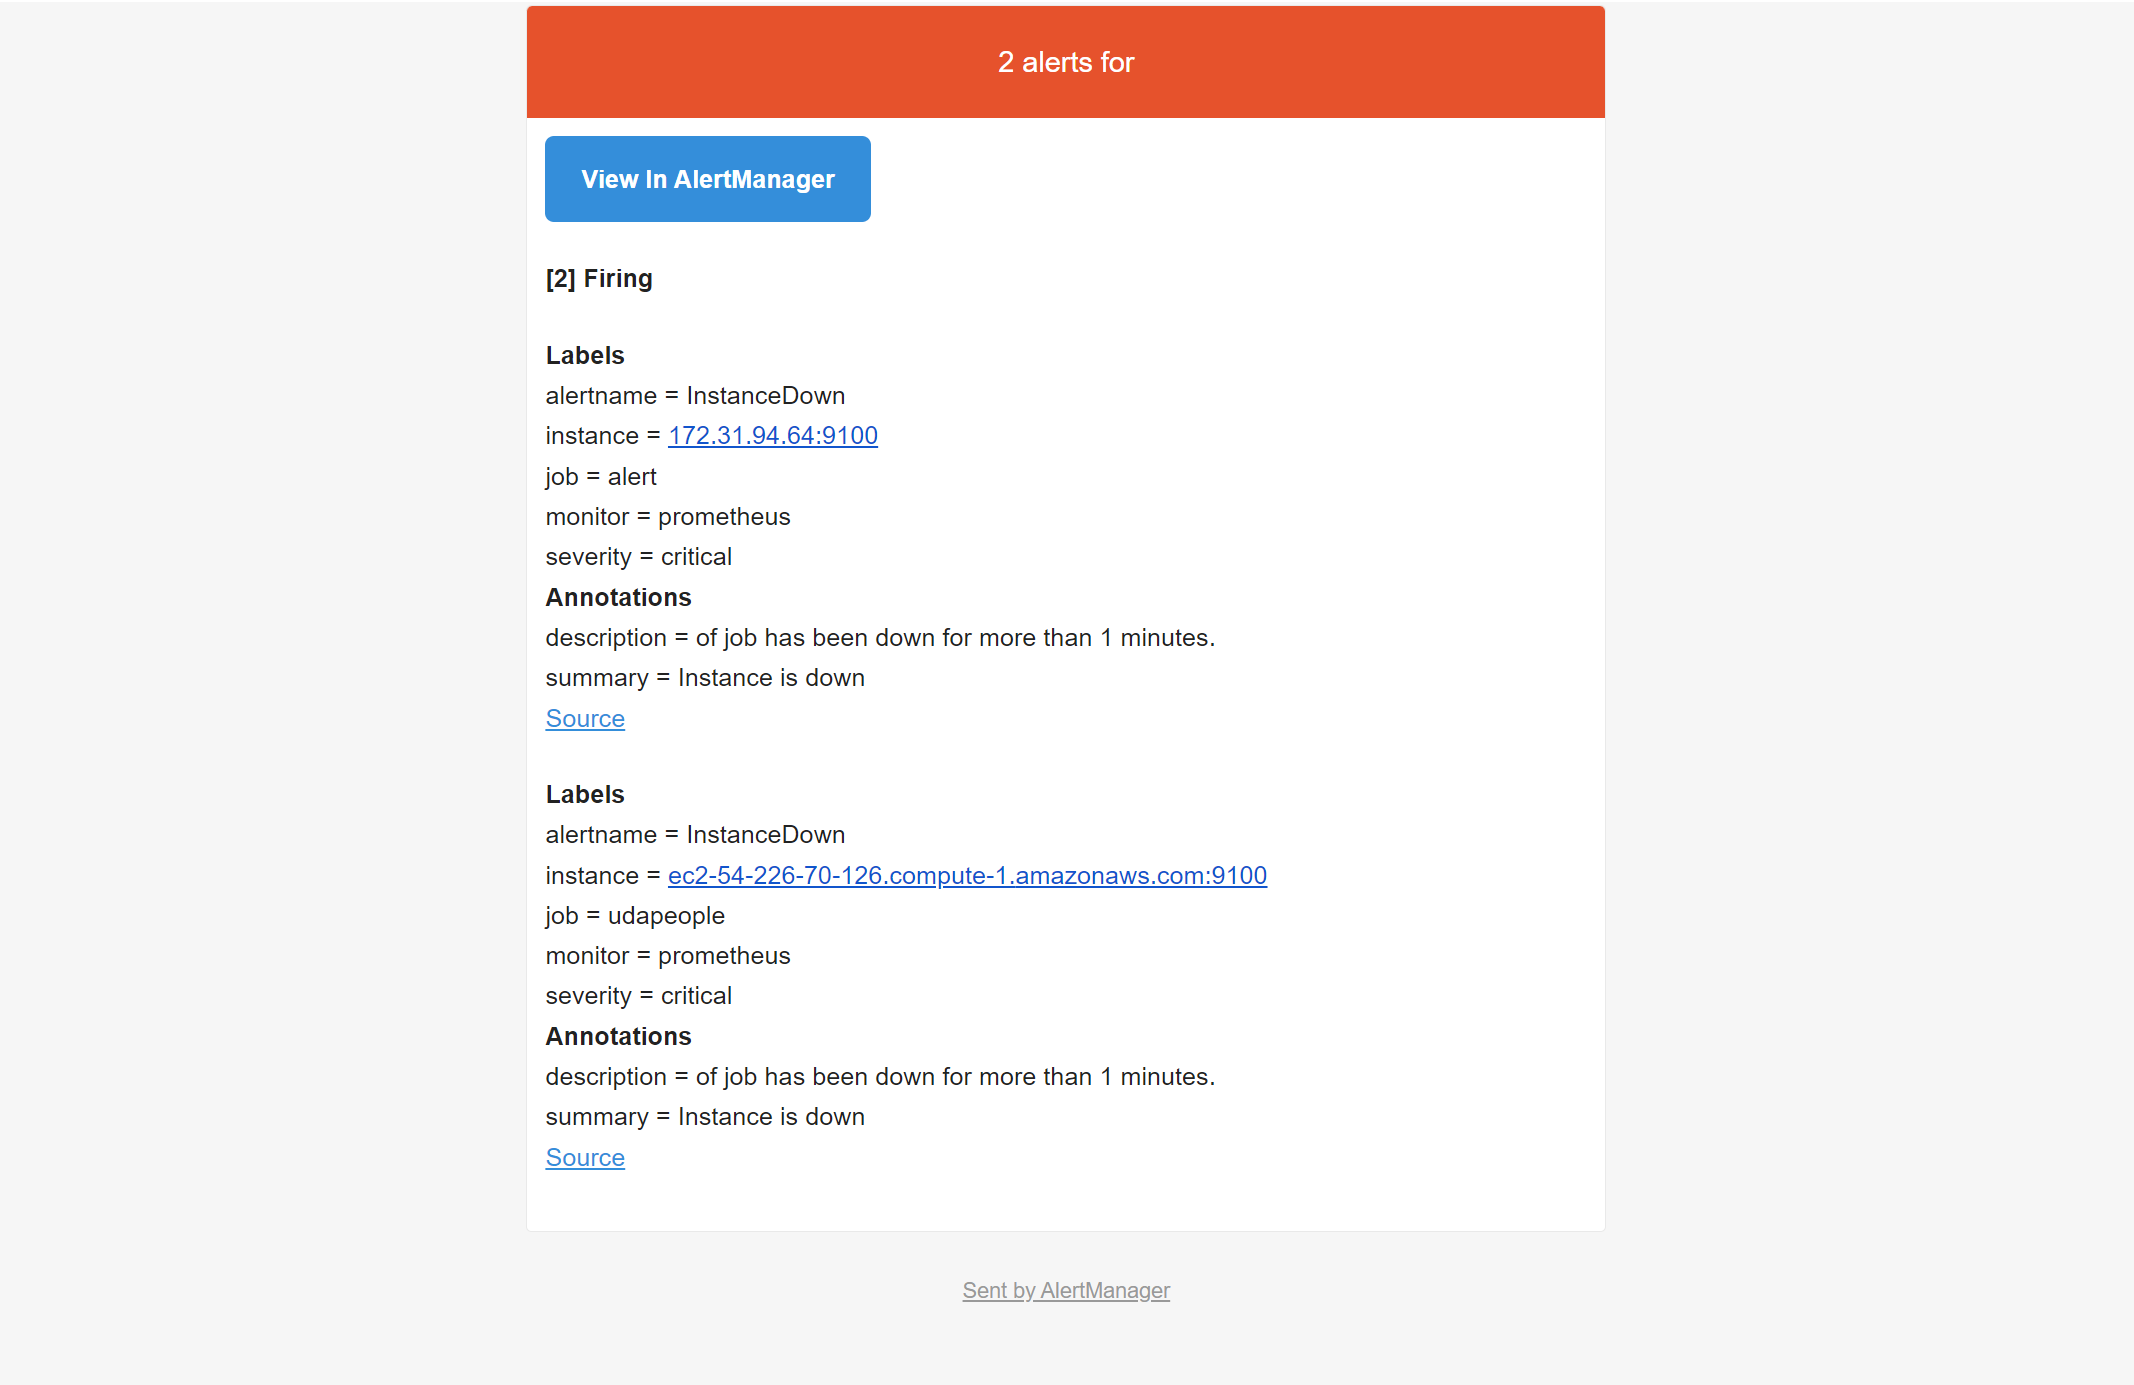 2 alerts for
View In AlertManager
[2] Firing
Labels
alertname = InstanceDown
instance = 172.31.94.64:9100
job = alert
monitor = prometheus
severity = critical
Annotations
description = of job has been down for more than 1 minutes.
summary = Instance is down
Source
Labels
alertname = InstanceDown
instance = ec2-54-226-70-126.compute-1.amazonaws.com:9100
job = udapeople
monitor = prometheus
severity = critical
Annotations
description = of job has been down for more than 1 minutes.
summary = Instance is down
Source
Sent by AlertManager